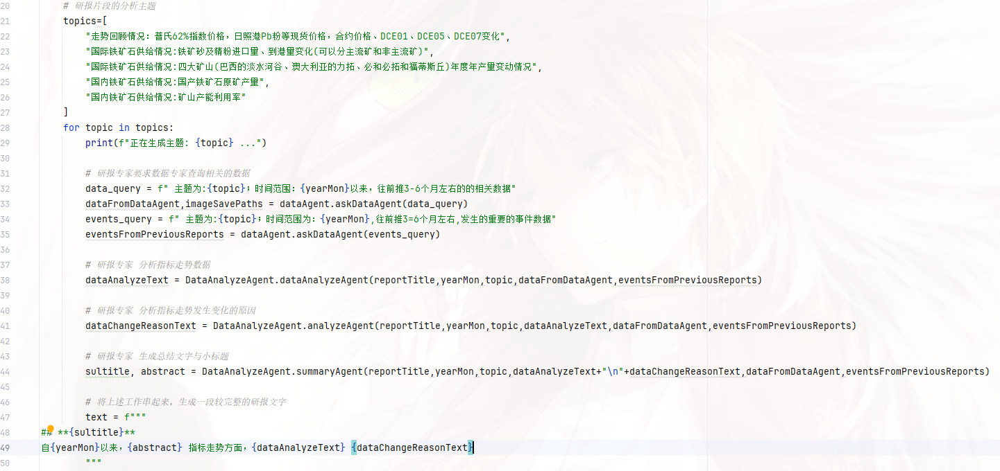 20 # 研报片段的分析主题
21 topics=[
22 "走势回顾情况: 普氏62%指数价格，日照港Pb粉等现货价格，合约价格、DCE01、DCE05、DCE07变化",
23 "国际铁矿石供给情况:铁矿砂及精粉进口量、到港量变化(可以分主流矿和非主流矿)",
24 "国际铁矿石供给情况:四大矿山(巴西的淡水河谷、澳大利亚的力拓、必和必拓和福蒂斯丘)年度年产量变动情况",
25 "国内铁矿石供给情况:国产铁矿石原矿产量",
26 "国内铁矿石供给情况:矿山产能利用率"
27 ]
28 for topic in topics:
29 print(f"正在生成主题: {topic} ...")
30
31 # 研报专家要求数据专家查询相关的数据
32 data_query = f" 主题为:{topic}；时间范围: {yearMon}以来，往前推3-6个月左右的的相关数据"
33 dataFromDataAgent,imageSavePaths = dataAgent.askDataAgent(data_query)
34 events_query = f" 主题为:{topic}；时间范围为: {yearMon},往前推3=6个月左右,发生的重要的事件数据"
35 eventsFromPreviousReports = dataAgent.askDataAgent(events_query)
36
37 # 研报专家 分析指标走势数据
38 dataAnalyzeText = DataAnalyzeAgent.dataAnalyzeAgent(reportTitle,yearMon,topic,dataFromDataAgent,eventsFromPreviousReports)
39
40 # 研报专家 分析指标走势发生变化的原因
41 dataChangeReasonText = DataAnalyzeAgent.analyzeAgent(reportTitle,yearMon,topic,dataAnalyzeText,dataFromDataAgent,eventsFromPreviousReports)
42
43 # 研报专家 生成总结文字与小标题
44 sultitle, abstract = DataAnalyzeAgent.summaryAgent(reportTitle,yearMon,topic,dataAnalyzeText+"\n"+dataChangeReasonText,dataFromDataAgent,eventsFromPreviousReports)
45
46 # 将上述工作串起来，生成一段较完整的研报文字
47 text = f"""
48 ## **{sultitle}**
49 自{yearMon}以来，{abstract} 指标走势方面，{dataAnalyzeText} {dataChangeReasonText}
50 """